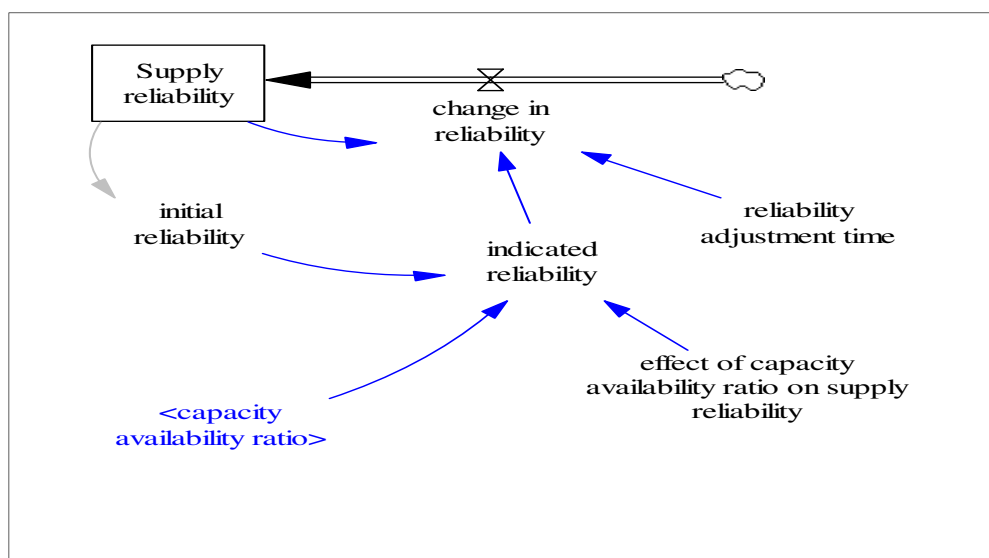 Supply
reliability
change in
reliability
initial
reliability
reliability
adjustment time
indicated
reliability
effect of capacity
availability ratio on supply
reliability
<capacity
availability ratio>